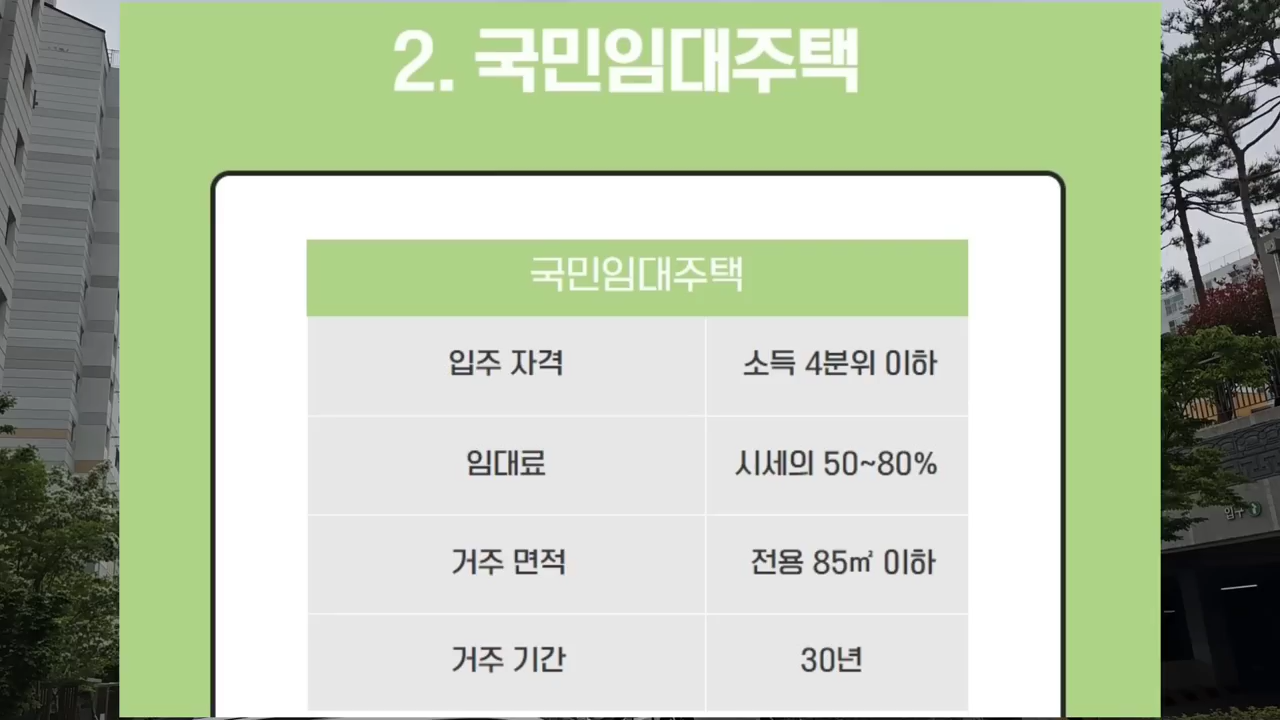 2. 국민임대주택
국민임대주택
입주 자격 소득 4분위 이하
임대료 시세의 50~80%
거주 면적 전용 85㎡ 이하
거주 기간 30년
입구